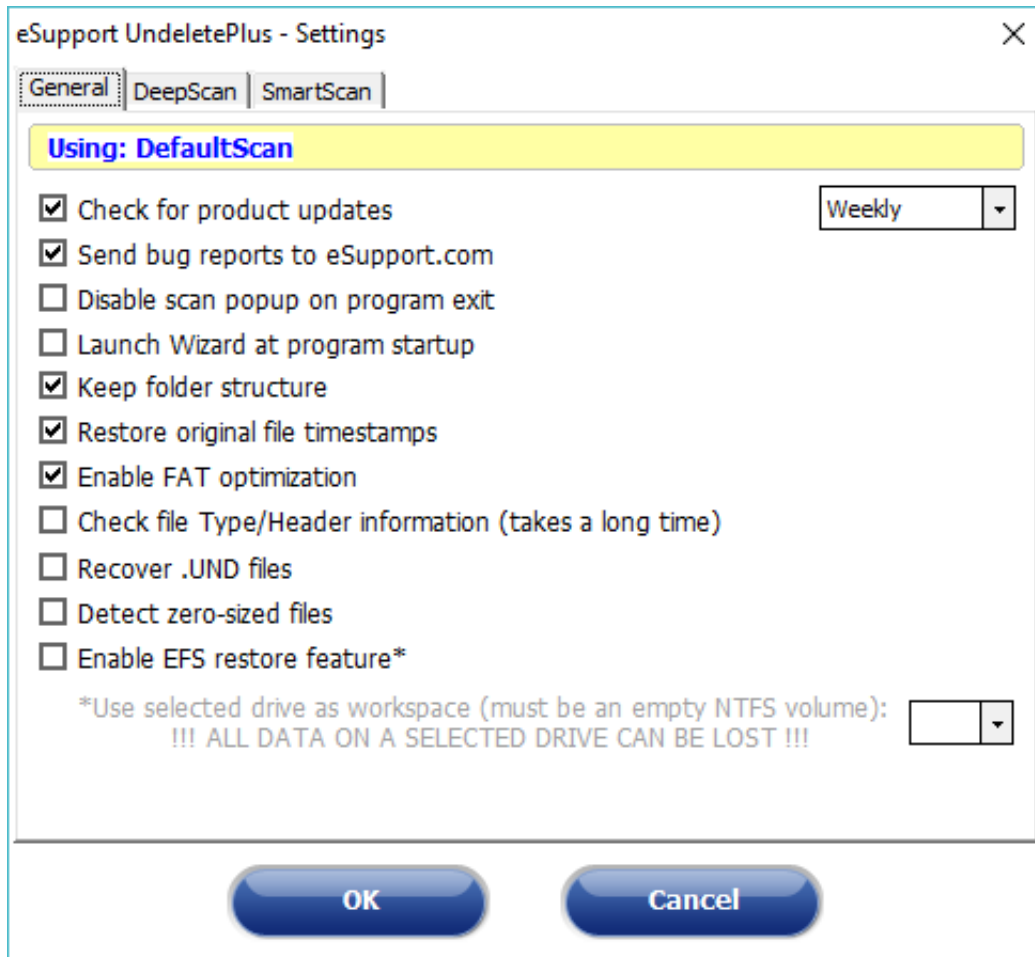 eSupport UndeletePlus - Settings
General DeepScan SmartScan
Using: DefaultScan
Check for product updates Weekly
Send bug reports to eSupport.com
Disable scan popup on program exit
Launch Wizard at program startup
Keep folder structure
Restore original file timestamps
Enable FAT optimization
Check file Type/Header information (takes a long time)
Recover .UND files
Detect zero-sized files
Enable EFS restore feature*
*Use selected drive as workspace (must be an empty NTFS volume):
!!! ALL DATA ON A SELECTED DRIVE CAN BE LOST !!!
OK Cancel